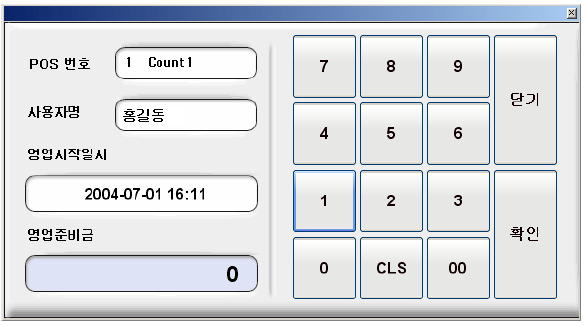 POS 번호
1 Count1
사용자명
홍길동
영업시작일시
2004-07-01 16:11
영업준비금
0
7 8 9
닫기
4 5 6
1 2 3
확인
0 CLS 00